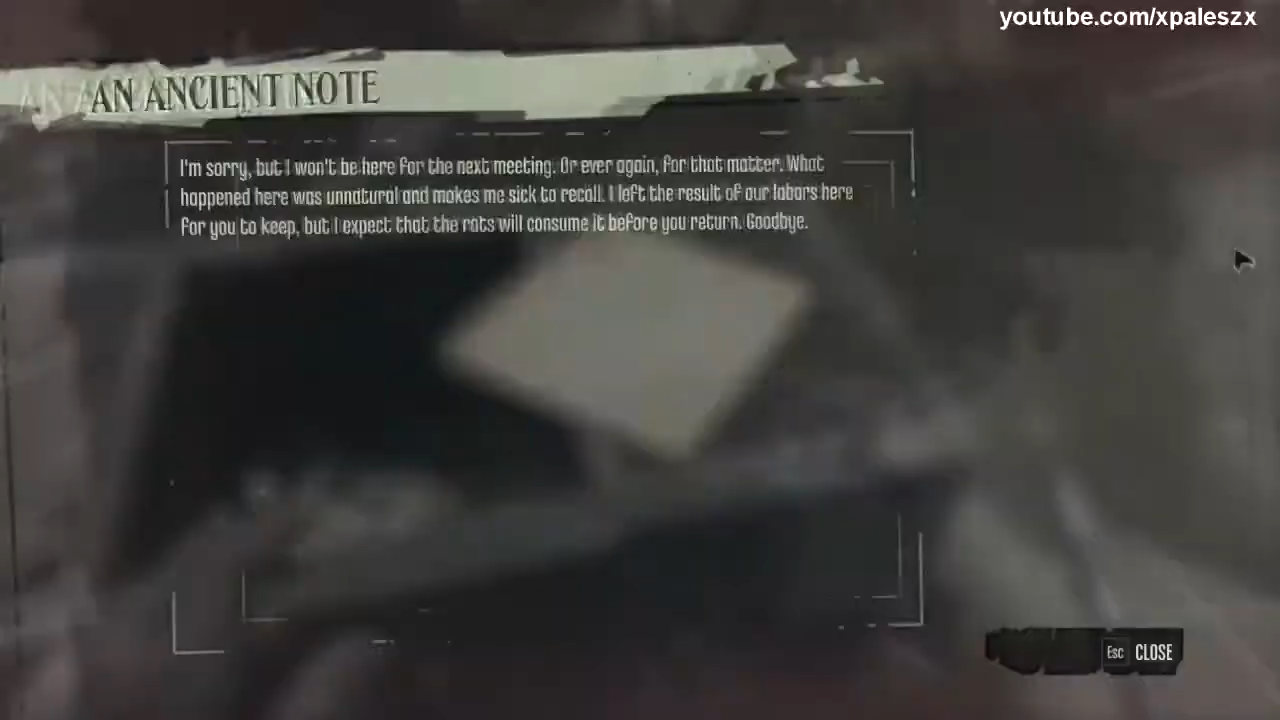 youtube.com/xpaleszx
AN ANCIENT NOTE
I'm sorry, but I won't be here for the next meeting. Or ever again, for that matter. What
happened here was unnatural and makes me sick to recall. I left the result of our labors here
for you to keep, but I expect that the rats will consume it before you return. Goodbye.
Esc CLOSE